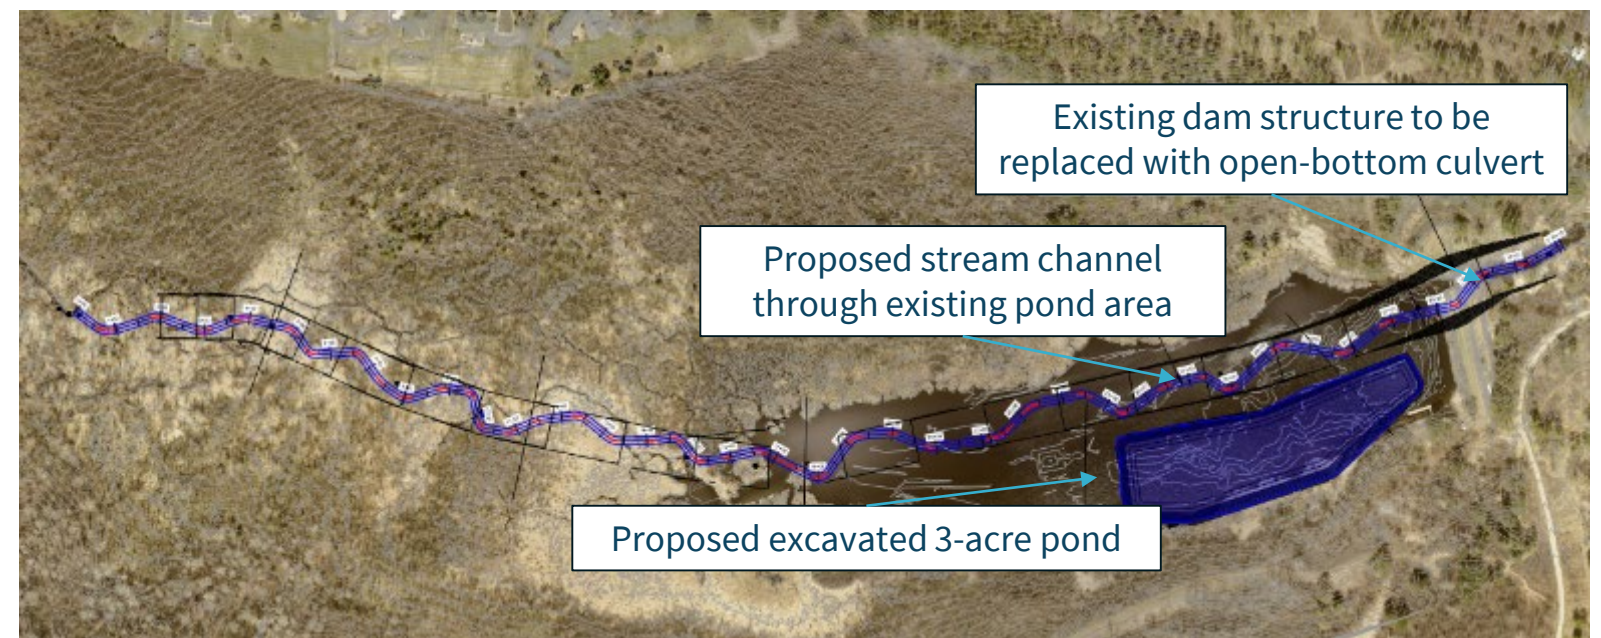 Existing dam structure to be
replaced with open-bottom culvert
Proposed stream channel
through existing pond area
Proposed excavated 3-acre pond